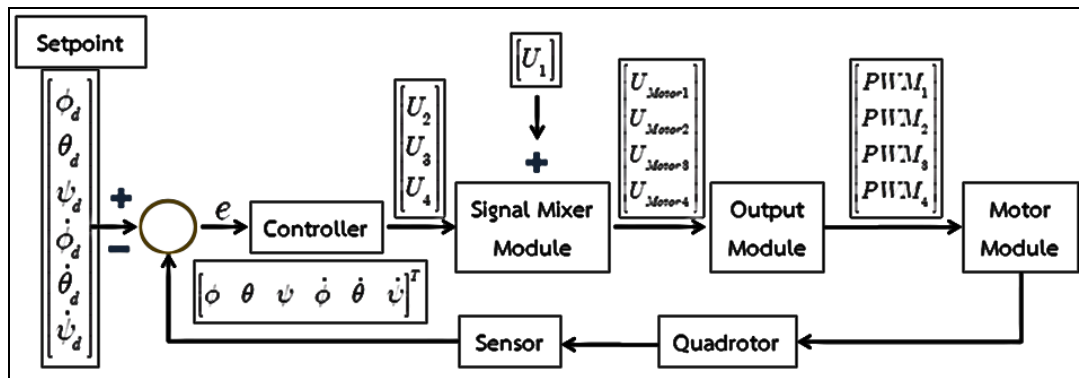 Setpoint
ϕ_d
θ_d
ψ_d
ϕ̇_d
θ̇_d
ψ̇_d
+
−
e
Controller
[ϕ θ ψ ϕ̇ θ̇ ψ̇]^T
U_2
U_3
U_4
[U_1]
+
Signal Mixer
Module
U_Motor1
U_Motor2
U_Motor3
U_Motor4
Output
Module
PWM_1
PWM_2
PWM_3
PWM_4
Motor
Module
Quadrotor
Sensor